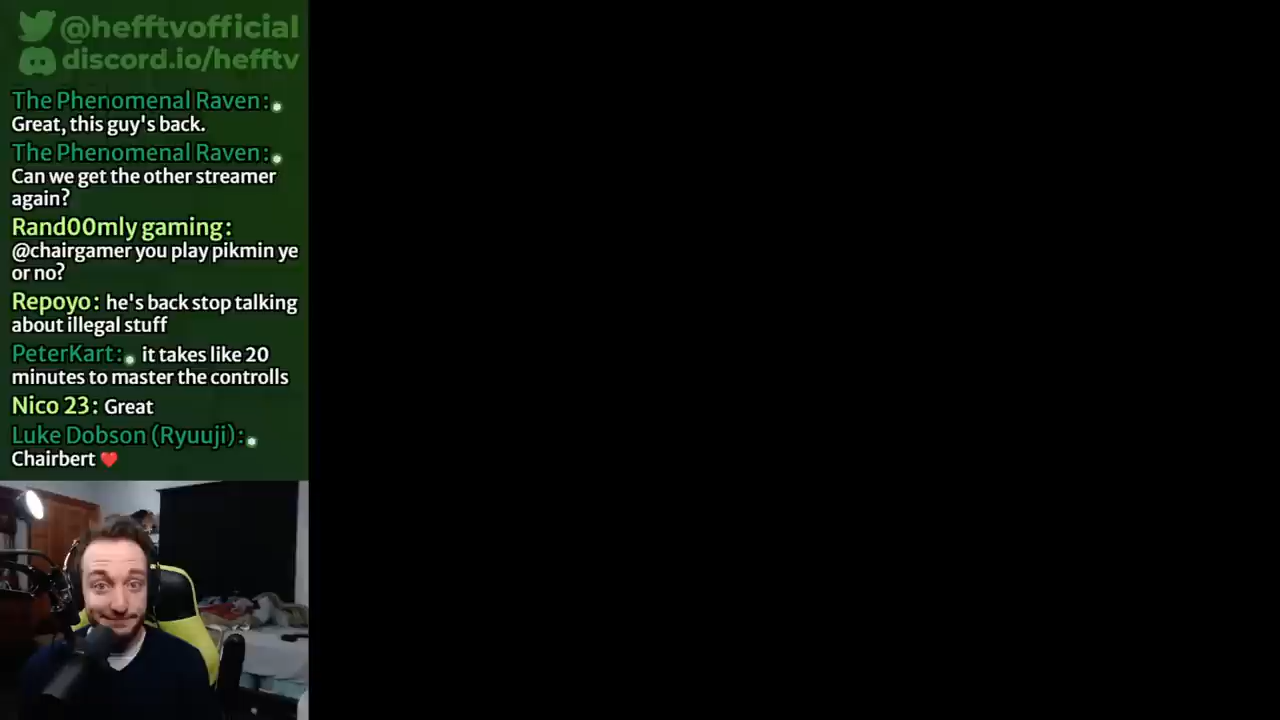 @hefftvofficial
discord.io/hefftv
The Phenomenal Raven:
Great, this guy's back.
The Phenomenal Raven:
Can we get the other streamer
again?
Rand00mly gaming:
@chairgamer you play pikmin ye
or no?
Repoyo: he's back stop talking
about illegal stuff
PeterKart: it takes like 20
minutes to master the controlls
Nico 23: Great
Luke Dobson (Ryuuji):
Chairbert ❤️